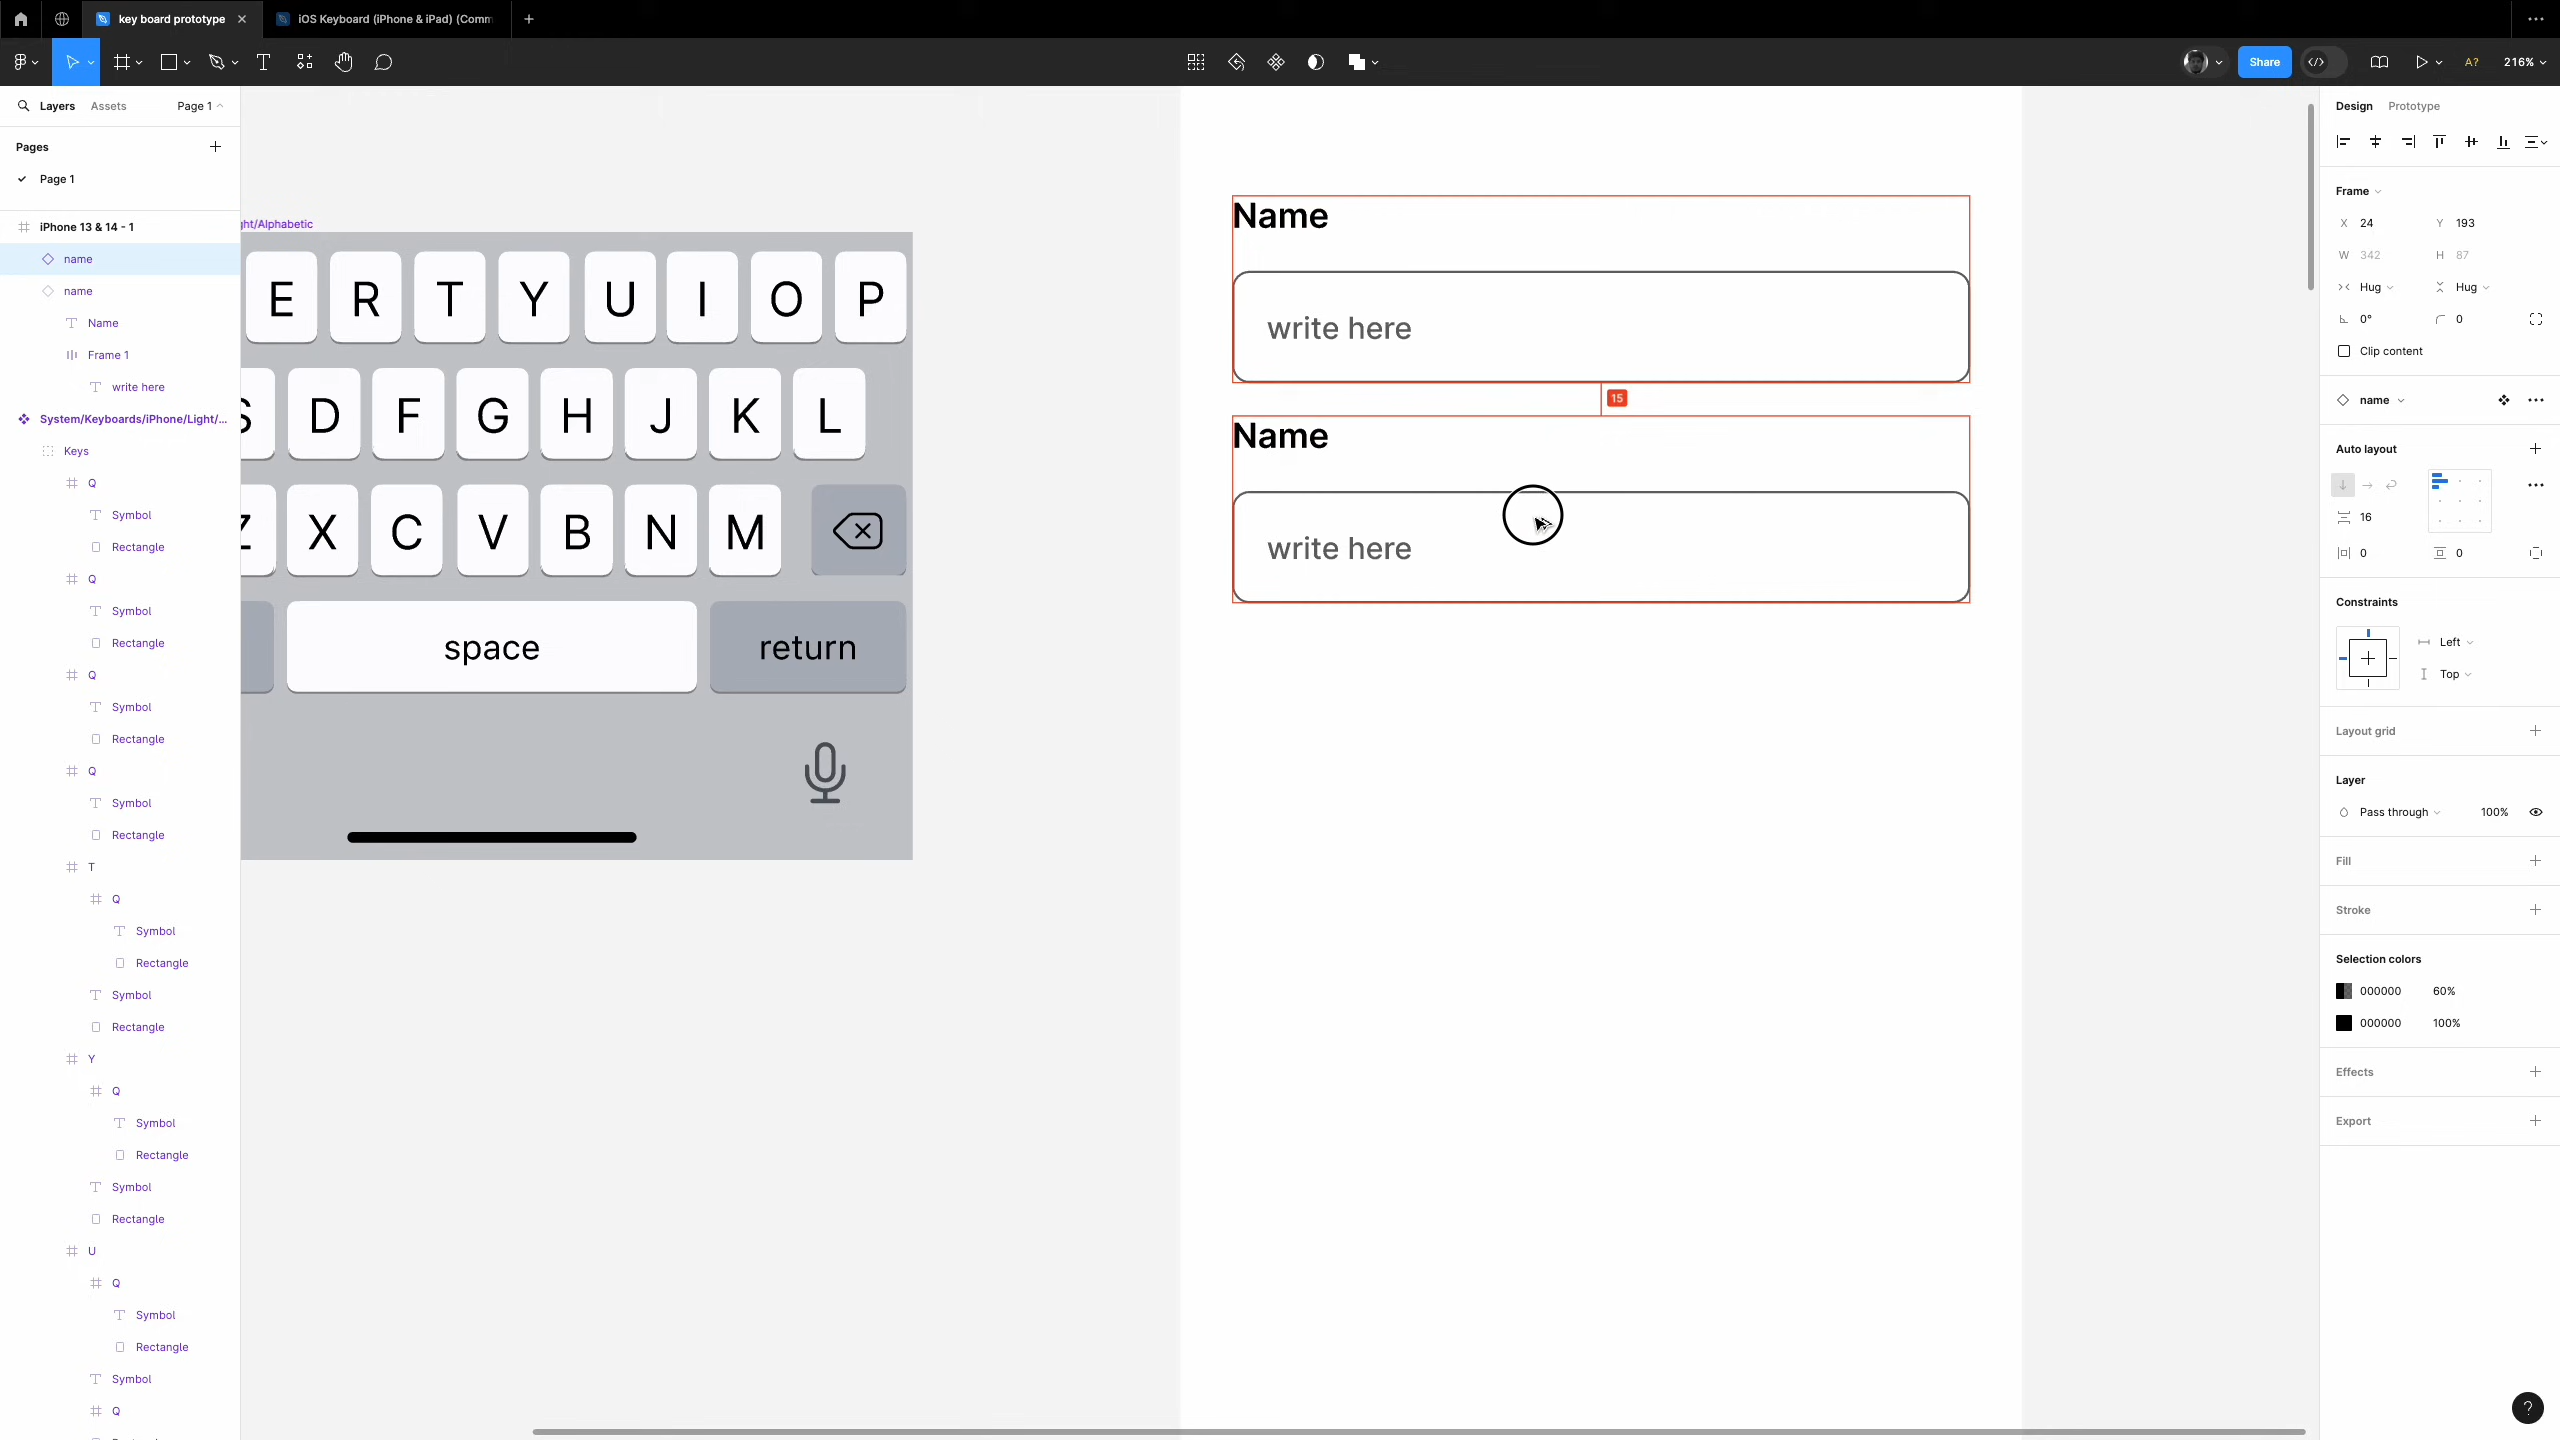 key board prototype
iOS Keyboard (iPhone & iPad) (Comm
Share
A?
216%
Layers
Assets
Page 1
Pages
Page 1
iPhone 13 & 14 - 1
name
name
Name
Frame 1
write here
System/Keyboards/iPhone/Light/...
Keys
Q
Symbol
Rectangle
Q
Symbol
Rectangle
Q
Symbol
Rectangle
Q
Symbol
Rectangle
T
Q
Symbol
Rectangle
Symbol
Rectangle
Y
Q
Symbol
Rectangle
Symbol
Rectangle
U
Q
Symbol
Rectangle
Symbol
Q
ght/Alphabetic
E R T Y U I O P
S D F G H J K L
Z X C V B N M
space
return
Name
write here
15
Name
write here
Design
Prototype
Frame
X 24
Y 193
W 342
H 87
Hug
Hug
0°
0
Clip content
name
Auto layout
16
0
0
Constraints
Left
Top
Layout grid
Layer
Pass through
100%
Fill
Stroke
Selection colors
000000 60%
000000 100%
Effects
Export
?